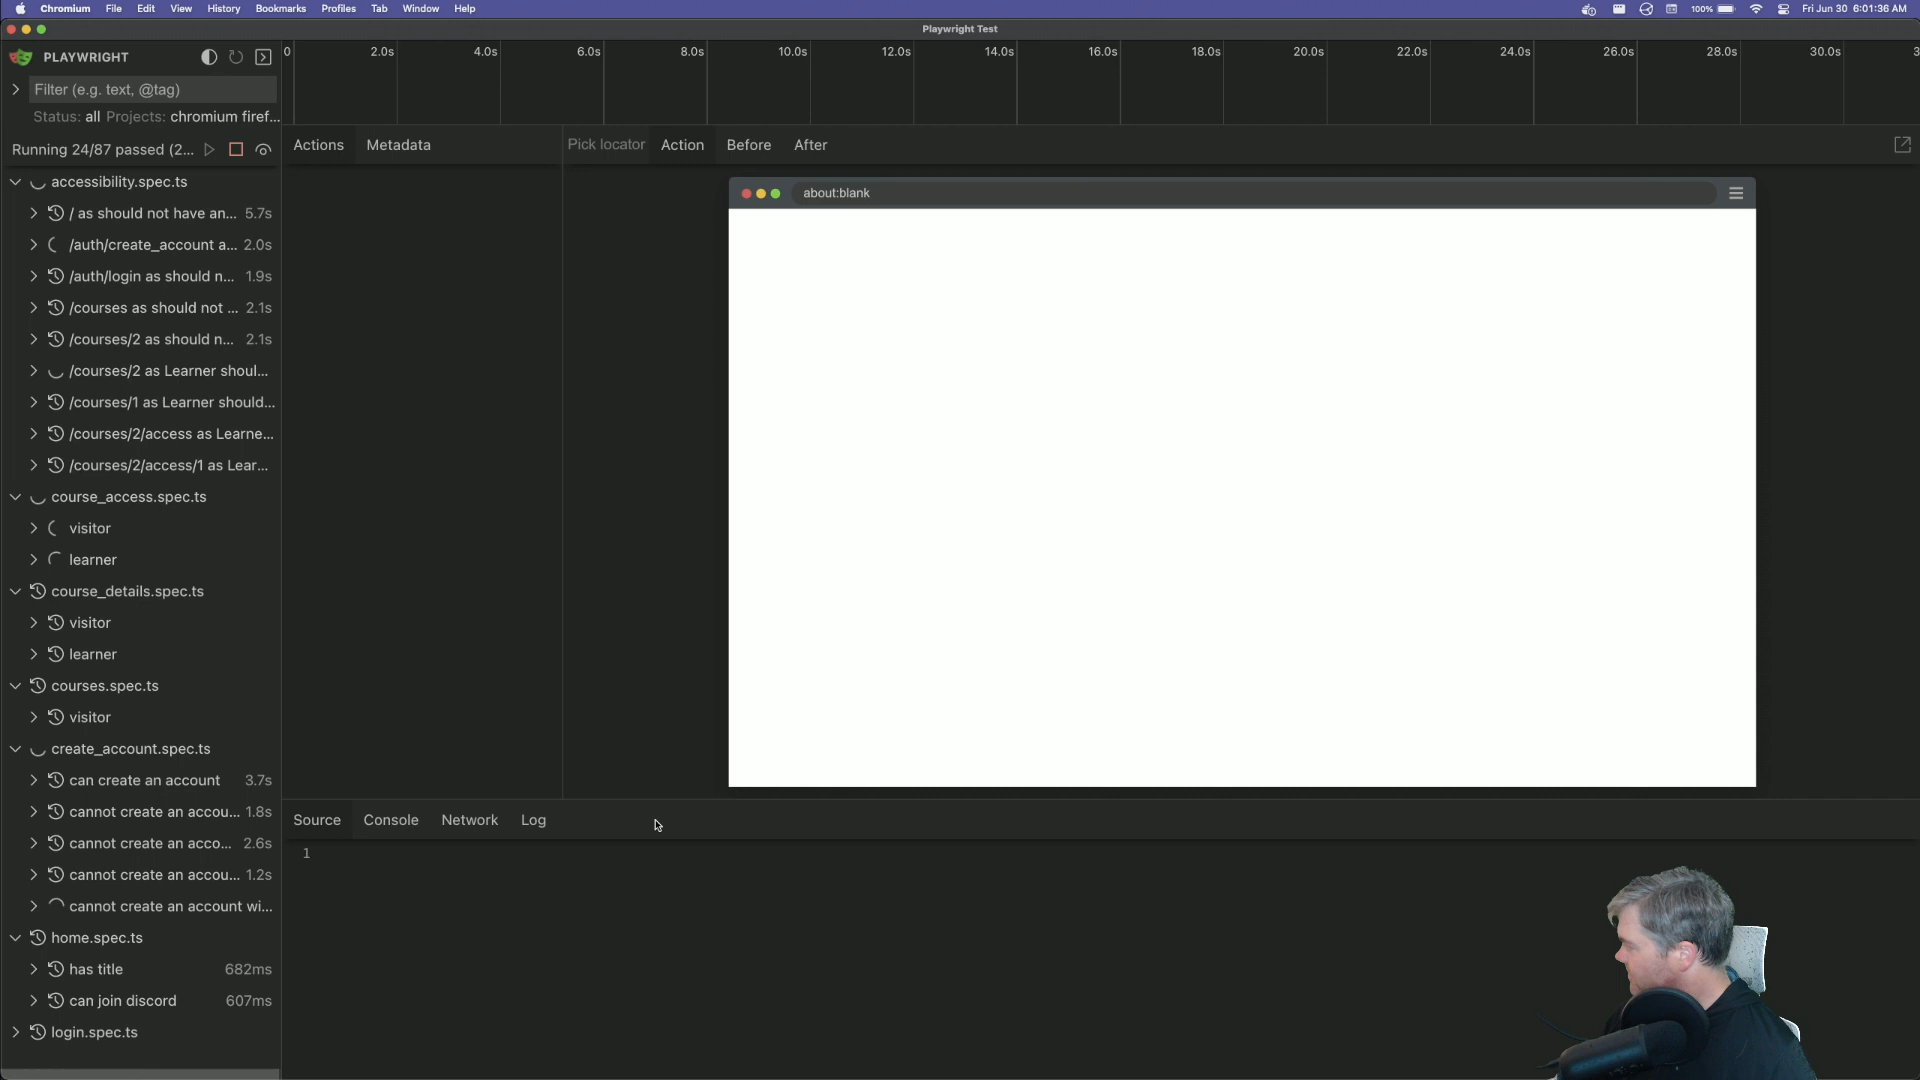 Chromium File Edit View History Bookmarks Profiles Tab Window Help 100% Fri Jun 30 6:01:36 AM
Playwright Test
PLAYWRIGHT
0 2.0s 4.0s 6.0s 8.0s 10.0s 12.0s 14.0s 16.0s 18.0s 20.0s 22.0s 24.0s 26.0s 28.0s 30.0s 3
Filter (e.g. text, @tag)
Status: all Projects: chromium firef...
Running 24/87 passed (2...
Actions Metadata Pick locator Action Before After
about:blank
accessibility.spec.ts
/ as should not have an... 5.7s
/auth/create_account a... 2.0s
/auth/login as should n... 1.9s
/courses as should not ... 2.1s
/courses/2 as should n... 2.1s
/courses/2 as Learner shoul...
/courses/1 as Learner should...
/courses/2/access as Learne...
/courses/2/access/1 as Lear...
course_access.spec.ts
visitor
learner
course_details.spec.ts
visitor
learner
courses.spec.ts
visitor
create_account.spec.ts
can create an account 3.7s
cannot create an accou... 1.8s
cannot create an acco... 2.6s
cannot create an accou... 1.2s
cannot create an account wi...
home.spec.ts
has title 682ms
can join discord 607ms
login.spec.ts
Source Console Network Log
1